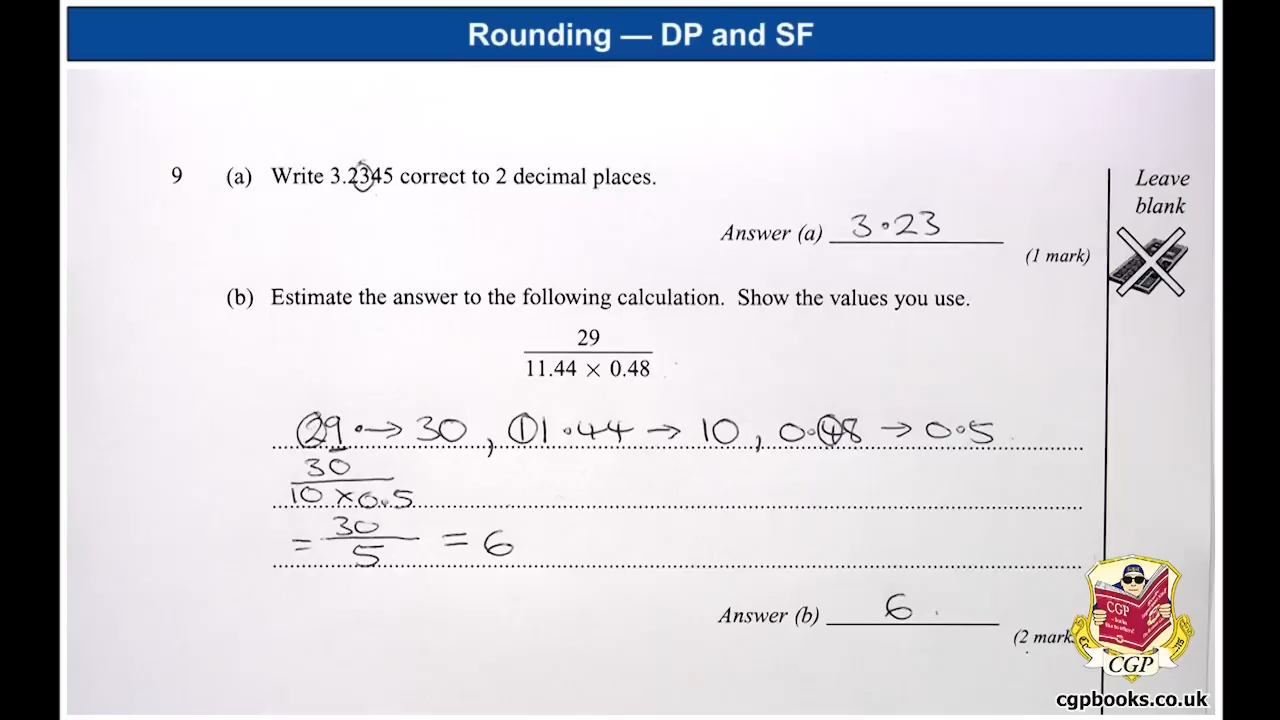 Rounding — DP and SF
9 (a) Write 3.2345 correct to 2 decimal places.
Leave
blank
Answer (a) 3.23
(1 mark)
(b) Estimate the answer to the following calculation. Show the values you use.
29
11.44 × 0.48
29. → 30, 11.44 → 10, 0.48 → 0.5
30
10 × 0.5
= 30
5 = 6
Answer (b) 6
(2 mark
CGP
CGP
cgpbooks.co.uk